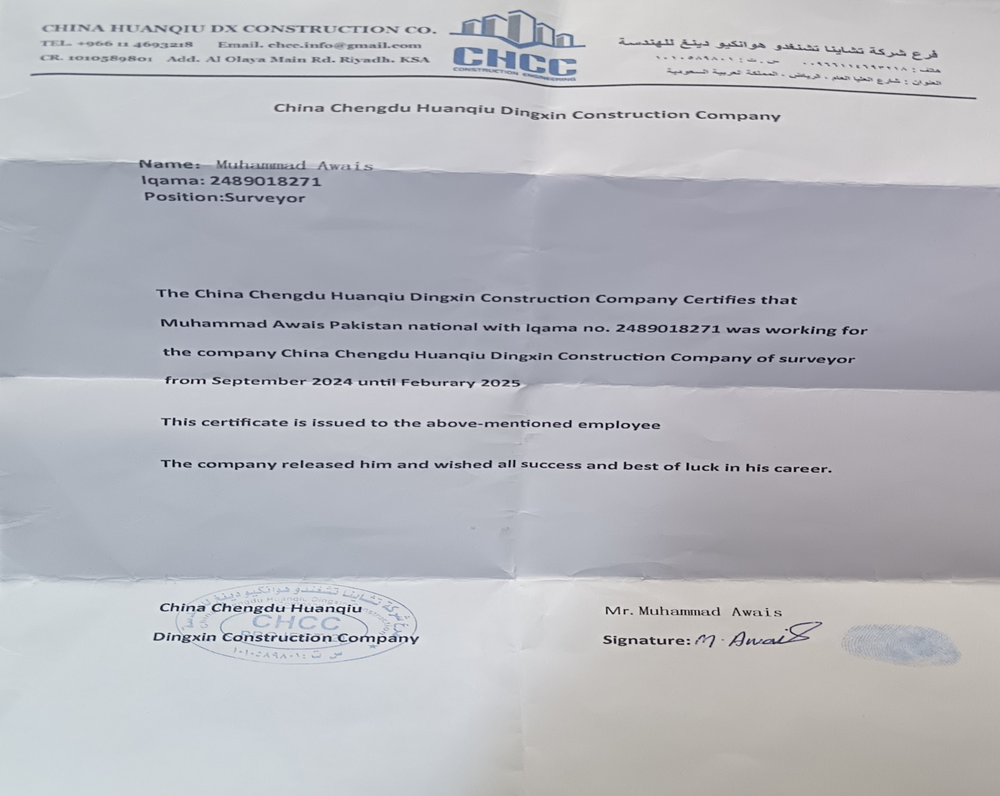 CHINA HUANQIU DX CONSTRUCTION CO.
TEL. +966 11 4693218 Email. chcc.info@gmail.com
CR. 1010589801 Add. Al Olaya Main Rd. Riyadh. KSA
CHCC
CONSTRUCTION ENGINEERING
فرع شركة تشاينا تشنغدو هوانكيو دينغ للهندسة
هاتف : ٠٠٩٦٦١١٤٦٩٣٢١٨ س.ت : ١٠١٠٥٨٩٨٠١
العنوان : شارع العليا العام ، الرياض ، المملكة العربية السعودية
China Chengdu Huanqiu Dingxin Construction Company
Name: Muhammad Awais
Iqama: 2489018271
Position:Surveyor
The China Chengdu Huanqiu Dingxin Construction Company Certifies that
Muhammad Awais Pakistan national with Iqama no. 2489018271 was working for
the company China Chengdu Huanqiu Dingxin Construction Company of surveyor
from September 2024 until Feburary 2025
This certificate is issued to the above-mentioned employee
The company released him and wished all success and best of luck in his career.
China Chengdu Huanqiu
Dingxin Construction Company
فرع شركة تشاينا تشغندو هوانكيو دينغ
Chengdu Huanqiu Dingxin Construction
CHCC
س.ت : ١٠١٠٥٨٩٨٠١
Mr. Muhammad Awais
Signature: M. Awais